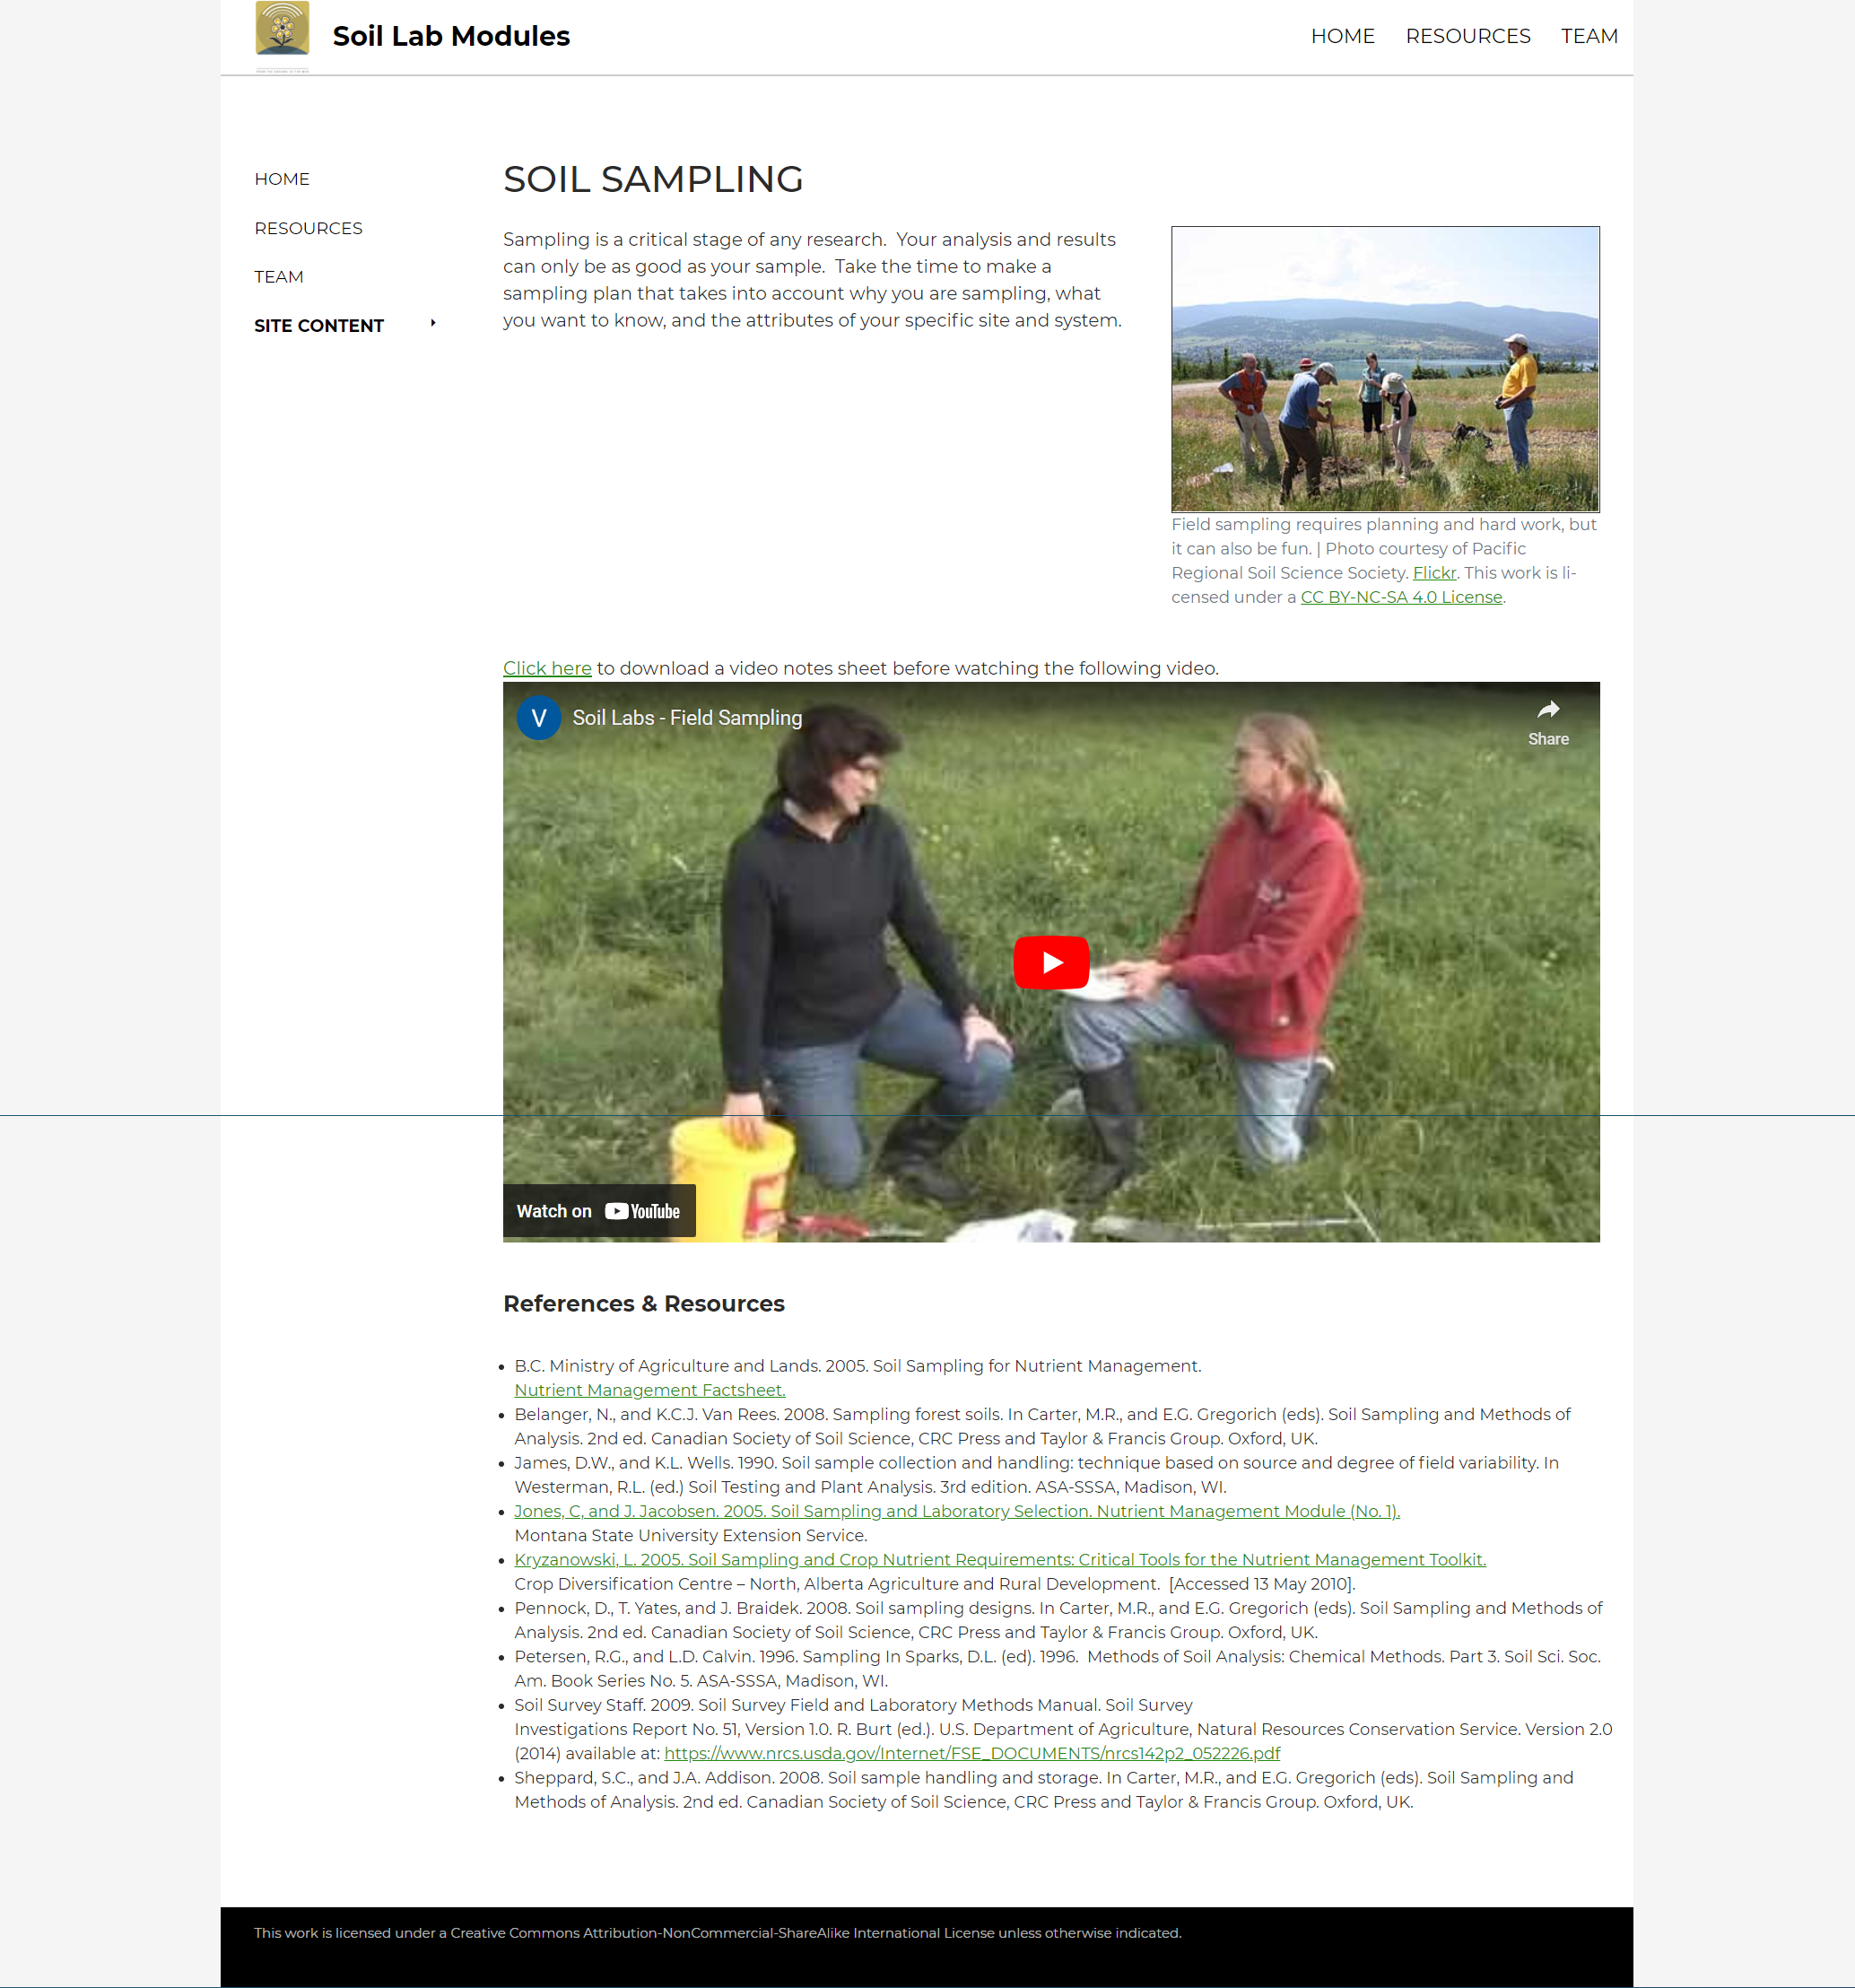 Soil Lab Modules
HOME RESOURCES TEAM
HOME
RESOURCES
TEAM
SITE CONTENT
SOIL SAMPLING
Sampling is a critical stage of any research.  Your analysis and results
can only be as good as your sample.  Take the time to make a
sampling plan that takes into account why you are sampling, what
you want to know, and the attributes of your specific site and system.
Field sampling requires planning and hard work, but
it can also be fun. | Photo courtesy of Pacific
Regional Soil Science Society. Flickr. This work is li-
censed under a CC BY-NC-SA 4.0 License.
Click here to download a video notes sheet before watching the following video.
V Soil Labs - Field Sampling
Share
Watch on YouTube
References & Resources
• B.C. Ministry of Agriculture and Lands. 2005. Soil Sampling for Nutrient Management.
Nutrient Management Factsheet.
• Belanger, N., and K.C.J. Van Rees. 2008. Sampling forest soils. In Carter, M.R., and E.G. Gregorich (eds). Soil Sampling and Methods of
Analysis. 2nd ed. Canadian Society of Soil Science, CRC Press and Taylor & Francis Group. Oxford, UK.
• James, D.W., and K.L. Wells. 1990. Soil sample collection and handling: technique based on source and degree of field variability. In
Westerman, R.L. (ed.) Soil Testing and Plant Analysis. 3rd edition. ASA-SSSA, Madison, WI.
• Jones, C, and J. Jacobsen. 2005. Soil Sampling and Laboratory Selection. Nutrient Management Module (No. 1).
Montana State University Extension Service.
• Kryzanowski, L. 2005. Soil Sampling and Crop Nutrient Requirements: Critical Tools for the Nutrient Management Toolkit.
Crop Diversification Centre – North, Alberta Agriculture and Rural Development.  [Accessed 13 May 2010].
• Pennock, D., T. Yates, and J. Braidek. 2008. Soil sampling designs. In Carter, M.R., and E.G. Gregorich (eds). Soil Sampling and Methods of
Analysis. 2nd ed. Canadian Society of Soil Science, CRC Press and Taylor & Francis Group. Oxford, UK.
• Petersen, R.G., and L.D. Calvin. 1996. Sampling In Sparks, D.L. (ed). 1996.  Methods of Soil Analysis: Chemical Methods. Part 3. Soil Sci. Soc.
Am. Book Series No. 5. ASA-SSSA, Madison, WI.
• Soil Survey Staff. 2009. Soil Survey Field and Laboratory Methods Manual. Soil Survey
Investigations Report No. 51, Version 1.0. R. Burt (ed.). U.S. Department of Agriculture, Natural Resources Conservation Service. Version 2.0
(2014) available at: https://www.nrcs.usda.gov/Internet/FSE_DOCUMENTS/nrcs142p2_052226.pdf
• Sheppard, S.C., and J.A. Addison. 2008. Soil sample handling and storage. In Carter, M.R., and E.G. Gregorich (eds). Soil Sampling and
Methods of Analysis. 2nd ed. Canadian Society of Soil Science, CRC Press and Taylor & Francis Group. Oxford, UK.
This work is licensed under a Creative Commons Attribution-NonCommercial-ShareAlike International License unless otherwise indicated.